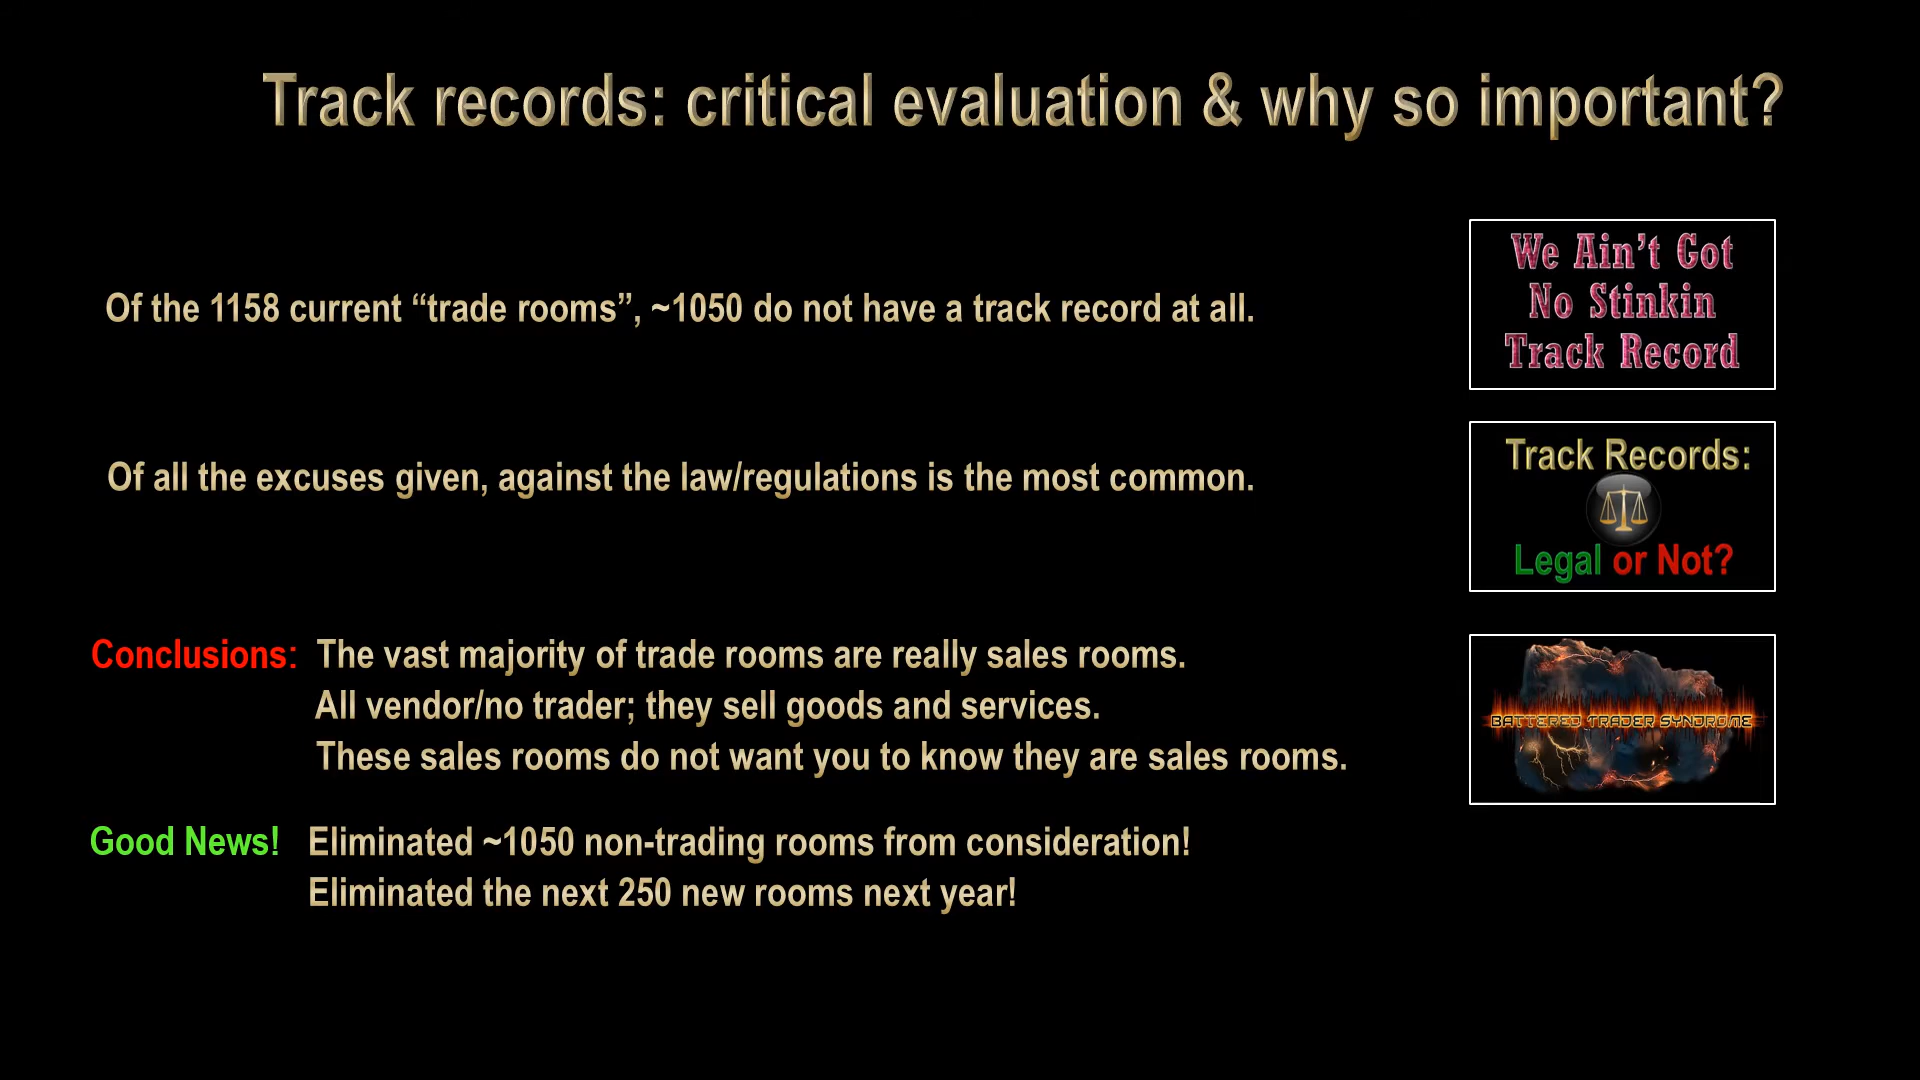 Track records: critical evaluation & why so important?
We Ain’t Got
No Stinkin
Track Record
Of the 1158 current “trade rooms”, ~1050 do not have a track record at all.
Track Records:
Legal or Not?
Of all the excuses given, against the law/regulations is the most common.
Conclusions: The vast majority of trade rooms are really sales rooms.
All vendor/no trader; they sell goods and services.
These sales rooms do not want you to know they are sales rooms.
BATTERED TRADER SYNDROME
Good News! Eliminated ~1050 non-trading rooms from consideration!
Eliminated the next 250 new rooms next year!